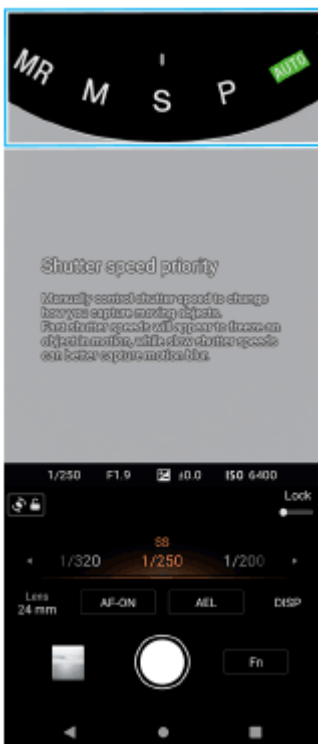 MR M S P AUTO
Shutter speed priority
Manually control shutter speed to change
how you capture moving objects.
Fast shutter speeds will appear to freeze an
object in motion, while slow shutter speeds
can better capture motion blur.
1/250 F1.9 ±0.0 ISO 6400
Lock
SS
1/320 1/250 1/200
Lens
24 mm AF-ON AEL DISP
Fn